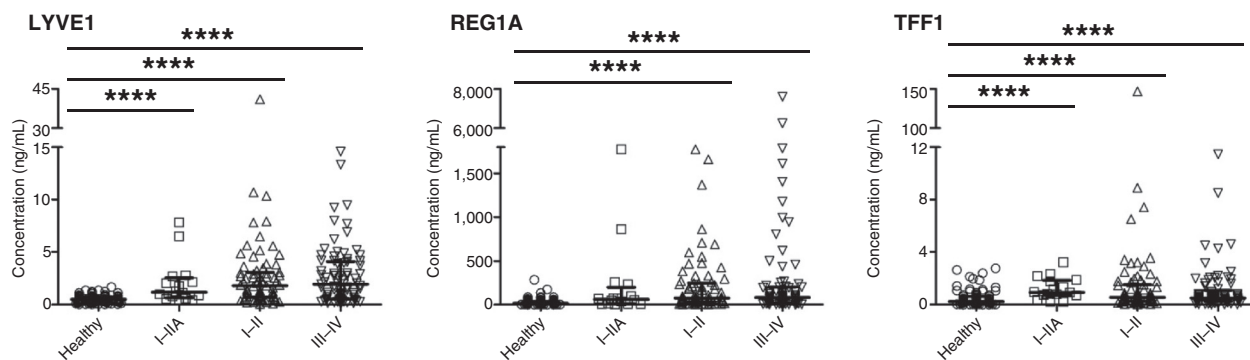 LYVE1
****
****
****
Concentration (ng/mL)
45
30
15
10
5
0
Healthy
I–IIA
I–II
III–IV
REG1A
****
****
Concentration (ng/mL)
8,000
6,000
1,500
1,000
500
0
Healthy
I–IIA
I–II
III–IV
TFF1
****
****
****
Concentration (ng/mL)
150
100
12
8
4
0
Healthy
I–IIA
I–II
III–IV